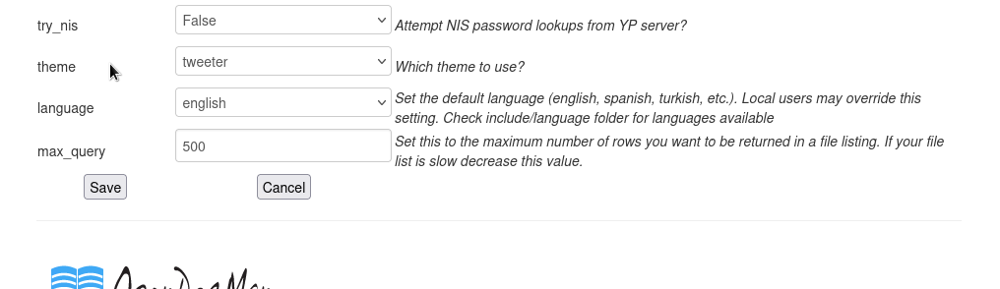 try_nis False Attempt NIS password lookups from YP server?
theme tweeter Which theme to use?
language english Set the default language (english, spanish, turkish, etc.). Local users may override this
setting. Check include/language folder for languages available
max_query 500 Set this to the maximum number of rows you want to be returned in a file listing. If your file
list is slow decrease this value.
Save Cancel